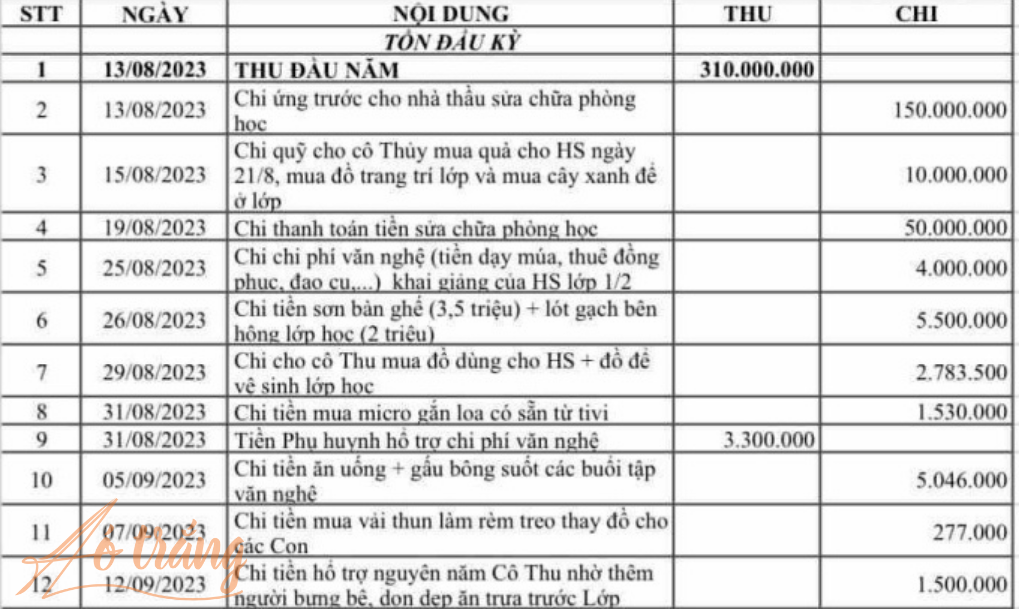 STT NGÀY NỘI DUNG THU CHI
TỒN ĐẦU KỲ
1 13/08/2023 THU ĐẦU NĂM 310.000.000
2 13/08/2023 Chi ứng trước cho nhà thầu sửa chữa phòng
học 150.000.000
3 15/08/2023 Chi quỹ cho cô Thủy mua quà cho HS ngày
21/8, mua đồ trang trí lớp và mua cây xanh để
ở lớp 10.000.000
4 19/08/2023 Chi thanh toán tiền sửa chữa phòng học 50.000.000
5 25/08/2023 Chi chi phí văn nghệ (tiền dạy múa, thuê đồng
phục, đạo cụ,...) khai giảng của HS lớp 1/2 4.000.000
6 26/08/2023 Chi tiền sơn bàn ghế (3,5 triệu) + lót gạch bên
hông lớp học (2 triệu) 5.500.000
7 29/08/2023 Chi cho cô Thu mua đồ dùng cho HS + đồ để
vệ sinh lớp học 2.783.500
8 31/08/2023 Chi tiền mua micro gắn loa có sẵn từ tivi 1.530.000
9 31/08/2023 Tiền Phụ huynh hỗ trợ chi phí văn nghệ 3.300.000
10 05/09/2023 Chi tiền ăn uống + gấu bông suốt các buổi tập
văn nghệ 5.046.000
11 07/09/2023 Chi tiền mua vải thun làm rèm treo thay đồ cho
các Con 277.000
12 12/09/2023 Chi tiền hỗ trợ nguyên năm Cô Thu nhờ thêm
người bưng bê, dọn dẹp ăn trưa trước Lớp 1.500.000
Áo trắng